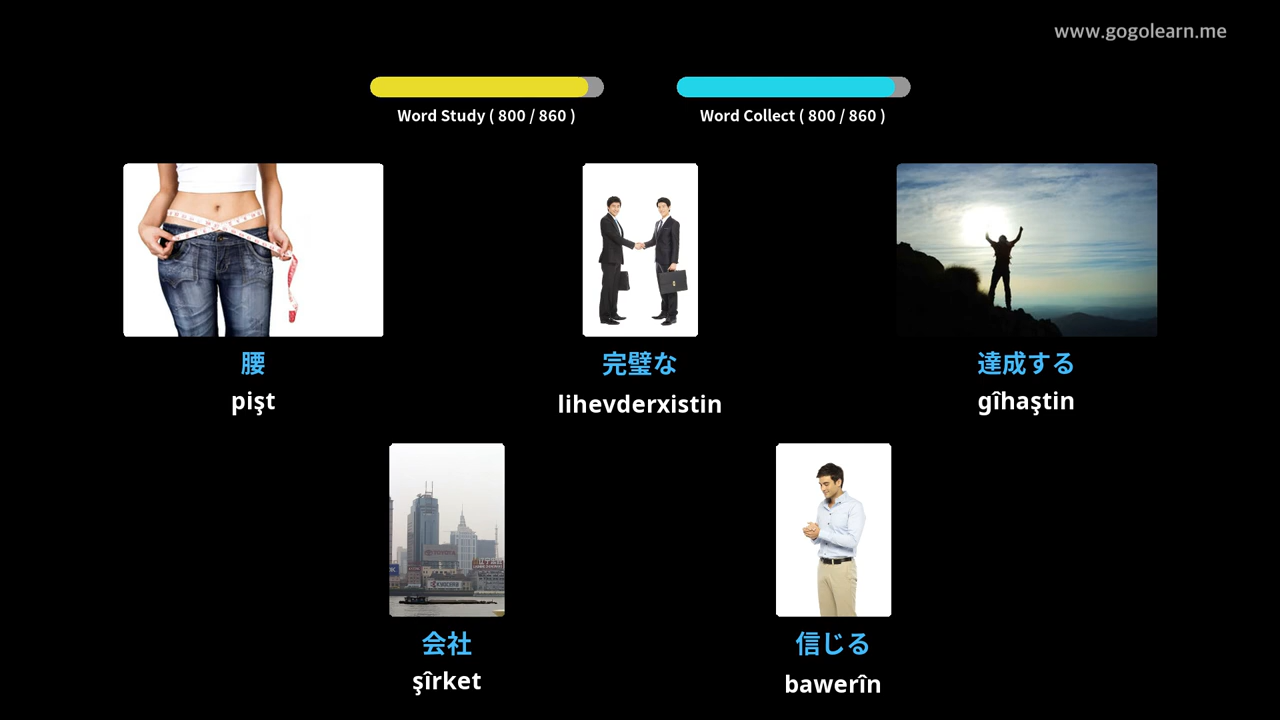 www.gogolearn.me
Word Study ( 800 / 860 )
Word Collect ( 800 / 860 )
腰
pişt
完璧な
lihevderxistin
達成する
gîhaştin
会社
şîrket
信じる
bawerîn